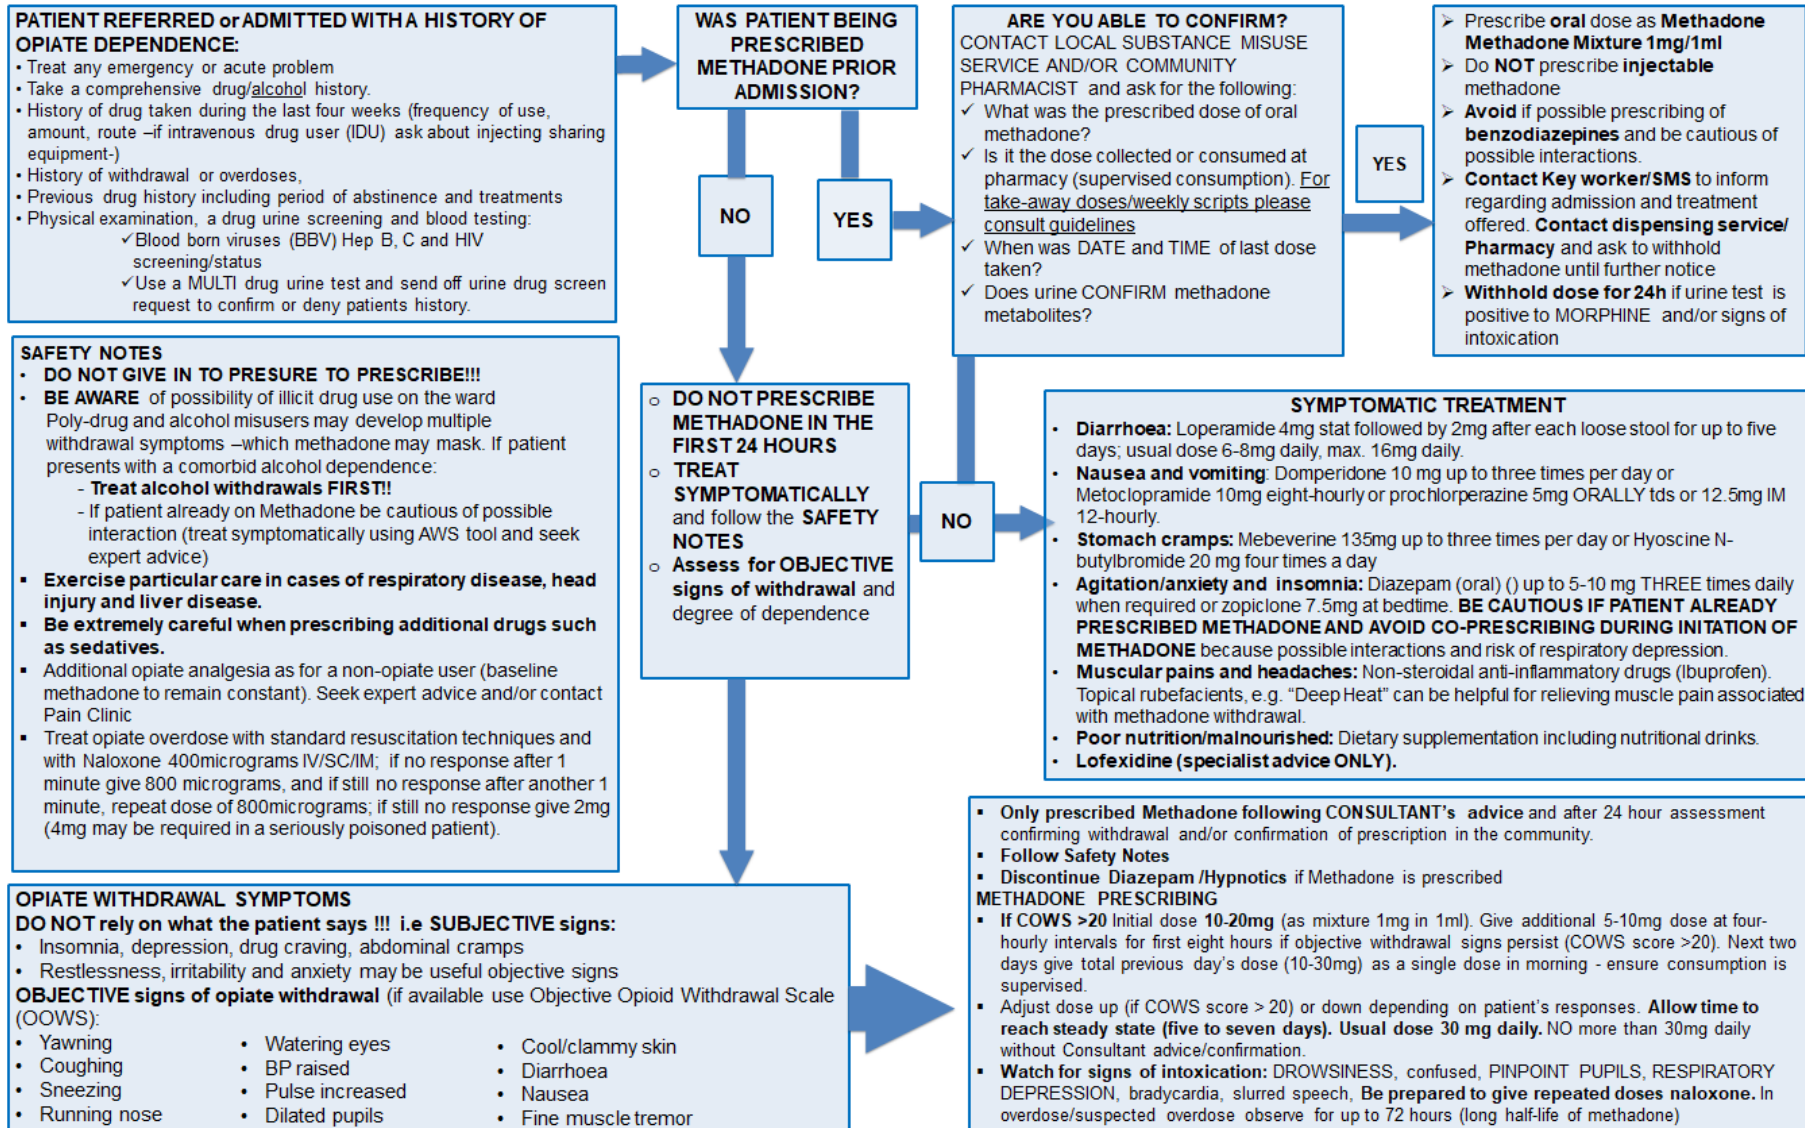 PATIENT REFERRED or ADMITTED WITH A HISTORY OF
OPIATE DEPENDENCE:
• Treat any emergency or acute problem
• Take a comprehensive drug/alcohol history.
• History of drug taken during the last four weeks (frequency of use,
amount, route –if intravenous drug user (IDU) ask about injecting sharing
equipment-)
• History of withdrawal or overdoses,
• Previous drug history including period of abstinence and treatments
• Physical examination, a drug urine screening and blood testing:
✓Blood born viruses (BBV) Hep B, C and HIV
screening/status
✓Use a MULTI drug urine test and send off urine drug screen
request to confirm or deny patients history.
WAS PATIENT BEING
PRESCRIBED
METHADONE PRIOR
ADMISSION?
NO
YES
ARE YOU ABLE TO CONFIRM?
CONTACT LOCAL SUBSTANCE MISUSE
SERVICE AND/OR COMMUNITY
PHARMACIST and ask for the following:
✓ What was the prescribed dose of oral
methadone?
✓ Is it the dose collected or consumed at
pharmacy (supervised consumption). For
take-away doses/weekly scripts please
consult guidelines
✓ When was DATE and TIME of last dose
taken?
✓ Does urine CONFIRM methadone
metabolites?
YES
➢ Prescribe oral dose as Methadone
Methadone Mixture 1mg/1ml
➢ Do NOT prescribe injectable
methadone
➢ Avoid if possible prescribing of
benzodiazepines and be cautious of
possible interactions.
➢ Contact Key worker/SMS to inform
regarding admission and treatment
offered. Contact dispensing service/
Pharmacy and ask to withhold
methadone until further notice
➢ Withhold dose for 24h if urine test is
positive to MORPHINE and/or signs of
intoxication
SAFETY NOTES
• DO NOT GIVE IN TO PRESURE TO PRESCRIBE!!!
• BE AWARE of possibility of illicit drug use on the ward
Poly-drug and alcohol misusers may develop multiple
withdrawal symptoms –which methadone may mask. If patient
presents with a comorbid alcohol dependence:
- Treat alcohol withdrawals FIRST!!
- If patient already on Methadone be cautious of possible
interaction (treat symptomatically using AWS tool and seek
expert advice)
▪ Exercise particular care in cases of respiratory disease, head
injury and liver disease.
▪ Be extremely careful when prescribing additional drugs such
as sedatives.
▪ Additional opiate analgesia as for a non-opiate user (baseline
methadone to remain constant). Seek expert advice and/or contact
Pain Clinic
▪ Treat opiate overdose with standard resuscitation techniques and
with Naloxone 400micrograms IV/SC/IM; if no response after 1
minute give 800 micrograms, and if still no response after another 1
minute, repeat dose of 800micrograms; if still no response give 2mg
(4mg may be required in a seriously poisoned patient).
o DO NOT PRESCRIBE
METHADONE IN THE
FIRST 24 HOURS
o TREAT
SYMPTOMATICALLY
and follow the SAFETY
NOTES
o Assess for OBJECTIVE
signs of withdrawal and
degree of dependence
NO
SYMPTOMATIC TREATMENT
• Diarrhoea: Loperamide 4mg stat followed by 2mg after each loose stool for up to five
days; usual dose 6-8mg daily, max. 16mg daily.
• Nausea and vomiting: Domperidone 10 mg up to three times per day or
Metoclopramide 10mg eight-hourly or prochlorperazine 5mg ORALLY tds or 12.5mg IM
12-hourly.
• Stomach cramps: Mebeverine 135mg up to three times per day or Hyoscine N-
butylbromide 20 mg four times a day
• Agitation/anxiety and insomnia: Diazepam (oral) () up to 5-10 mg THREE times daily
when required or zopiclone 7.5mg at bedtime. BE CAUTIOUS IF PATIENT ALREADY
PRESCRIBED METHADONE AND AVOID CO-PRESCRIBING DURING INITATION OF
METHADONE because possible interactions and risk of respiratory depression.
• Muscular pains and headaches: Non-steroidal anti-inflammatory drugs (Ibuprofen).
Topical rubefacients, e.g. “Deep Heat” can be helpful for relieving muscle pain associated
with methadone withdrawal.
• Poor nutrition/malnourished: Dietary supplementation including nutritional drinks.
• Lofexidine (specialist advice ONLY).
OPIATE WITHDRAWAL SYMPTOMS
DO NOT rely on what the patient says !!! i.e SUBJECTIVE signs:
• Insomnia, depression, drug craving, abdominal cramps
• Restlessness, irritability and anxiety may be useful objective signs
OBJECTIVE signs of opiate withdrawal (if available use Objective Opioid Withdrawal Scale
(OOWS):
• Yawning
• Coughing
• Sneezing
• Running nose
• Watering eyes
• BP raised
• Pulse increased
• Dilated pupils
• Cool/clammy skin
• Diarrhoea
• Nausea
• Fine muscle tremor
▪ Only prescribed Methadone following CONSULTANT's advice and after 24 hour assessment
confirming withdrawal and/or confirmation of prescription in the community.
▪ Follow Safety Notes
▪ Discontinue Diazepam /Hypnotics if Methadone is prescribed
METHADONE PRESCRIBING
▪ If COWS >20 Initial dose 10-20mg (as mixture 1mg in 1ml). Give additional 5-10mg dose at four-
hourly intervals for first eight hours if objective withdrawal signs persist (COWS score >20). Next two
days give total previous day's dose (10-30mg) as a single dose in morning - ensure consumption is
supervised.
▪ Adjust dose up (if COWS score > 20) or down depending on patient's responses. Allow time to
reach steady state (five to seven days). Usual dose 30 mg daily. NO more than 30mg daily
without Consultant advice/confirmation.
▪ Watch for signs of intoxication: DROWSINESS, confused, PINPOINT PUPILS, RESPIRATORY
DEPRESSION, bradycardia, slurred speech, Be prepared to give repeated doses naloxone. In
overdose/suspected overdose observe for up to 72 hours (long half-life of methadone)